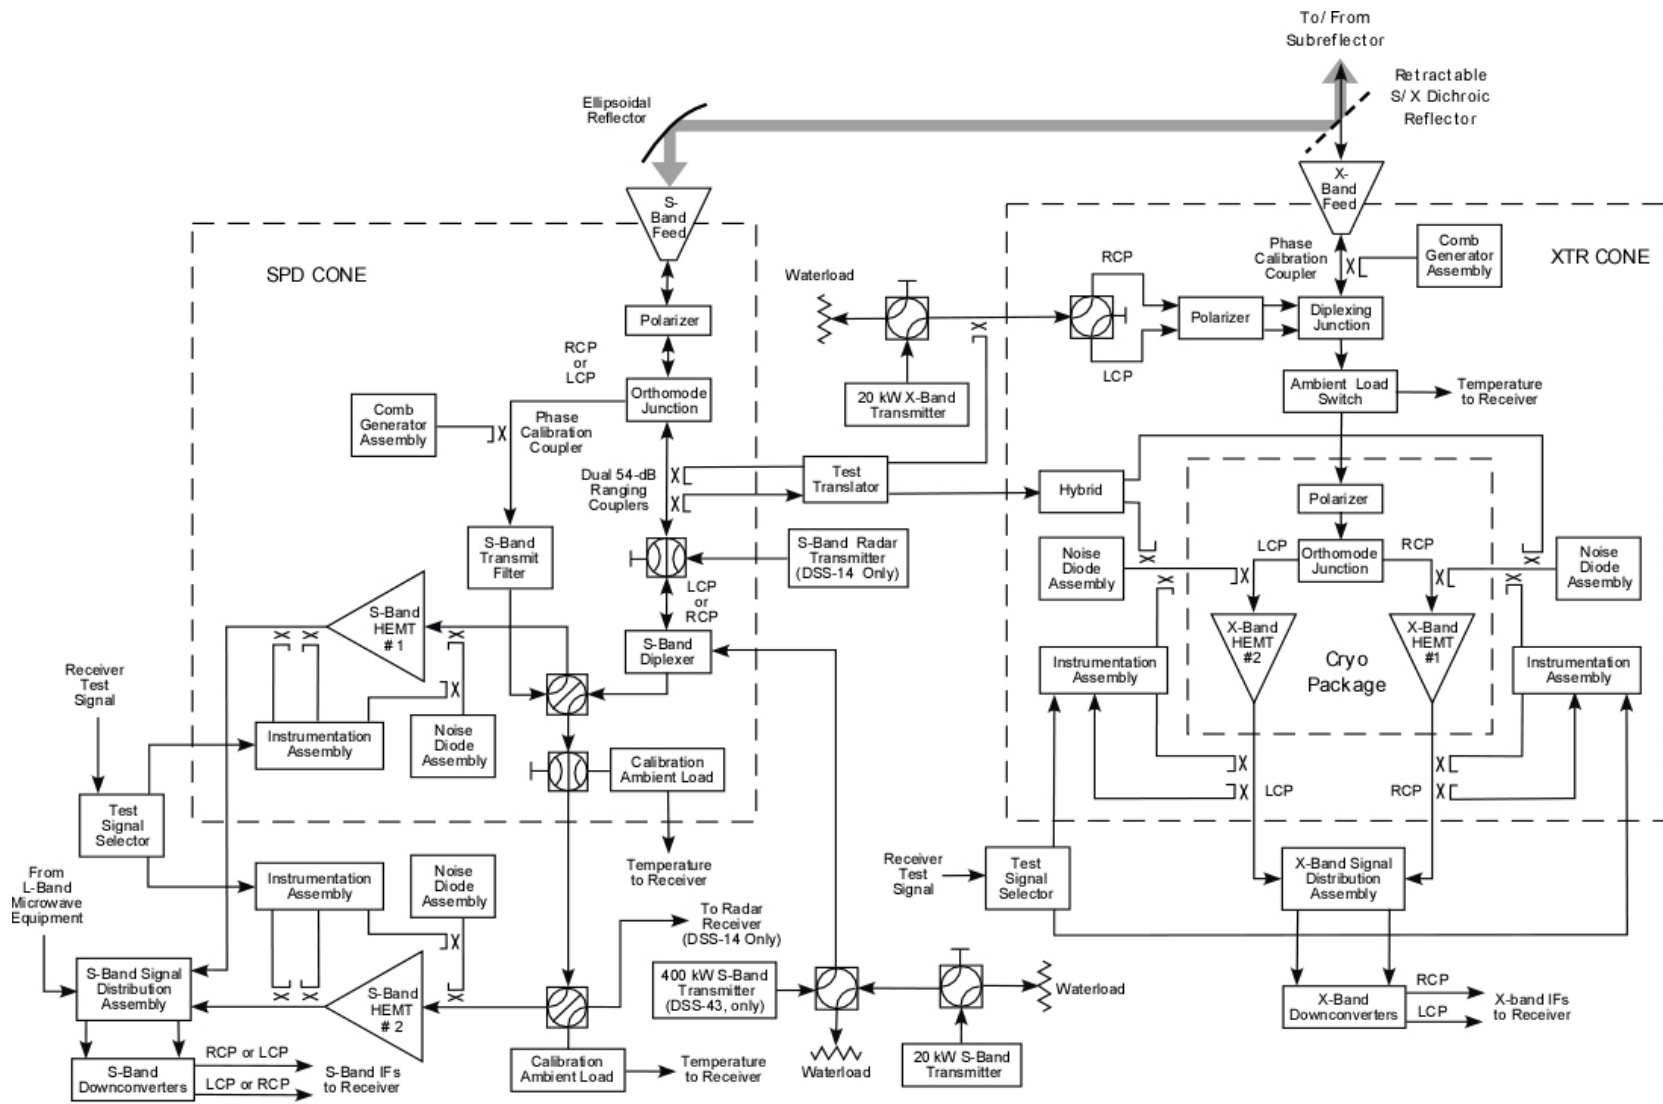 To/ From
Subreflector
Retractable
S/ X Dichroic
Reflector
Ellipsoidal
Reflector
S-
Band
Feed
X-
Band
Feed
SPD CONE
XTR CONE
Phase
Calibration
Coupler
Comb
Generator
Assembly
RCP
Waterload
Polarizer
Polarizer
Diplexing
Junction
RCP
or
LCP
LCP
Orthomode
Junction
20 kW X-Band
Transmitter
Ambient Load
Switch
Temperature
to Receiver
Comb
Generator
Assembly
Phase
Calibration
Coupler
Dual 54-dB
Ranging
Couplers
Test
Translator
Hybrid
Polarizer
S-Band
Transmit
Filter
S-Band Radar
Transmitter
(DSS-14 Only)
Noise
Diode
Assembly
LCP
Orthomode
Junction
RCP
Noise
Diode
Assembly
LCP
or
RCP
S-Band
HEMT
# 1
S-Band
Diplexer
X-Band
HEMT
#2
X-Band
HEMT
#1
Cryo
Package
Instrumentation
Assembly
Instrumentation
Assembly
Receiver
Test
Signal
Instrumentation
Assembly
Noise
Diode
Assembly
Calibration
Ambient Load
LCP
RCP
Test
Signal
Selector
Temperature
to Receiver
Receiver
Test
Signal
Test
Signal
Selector
X-Band Signal
Distribution
Assembly
From
L-Band
Microwave
Equipment
Instrumentation
Assembly
Noise
Diode
Assembly
To Radar
Receiver
(DSS-14 Only)
S-Band Signal
Distribution
Assembly
S-Band
HEMT
# 2
400 kW S-Band
Transmitter
(DSS-43, only)
Waterload
X-Band
Downconverters
RCP
LCP
X-band IFs
to Receiver
S-Band
Downconverters
RCP or LCP
LCP or RCP
S-Band IFs
to Receiver
Calibration
Ambient Load
Temperature
to Receiver
Waterload
20 kW S-Band
Transmitter